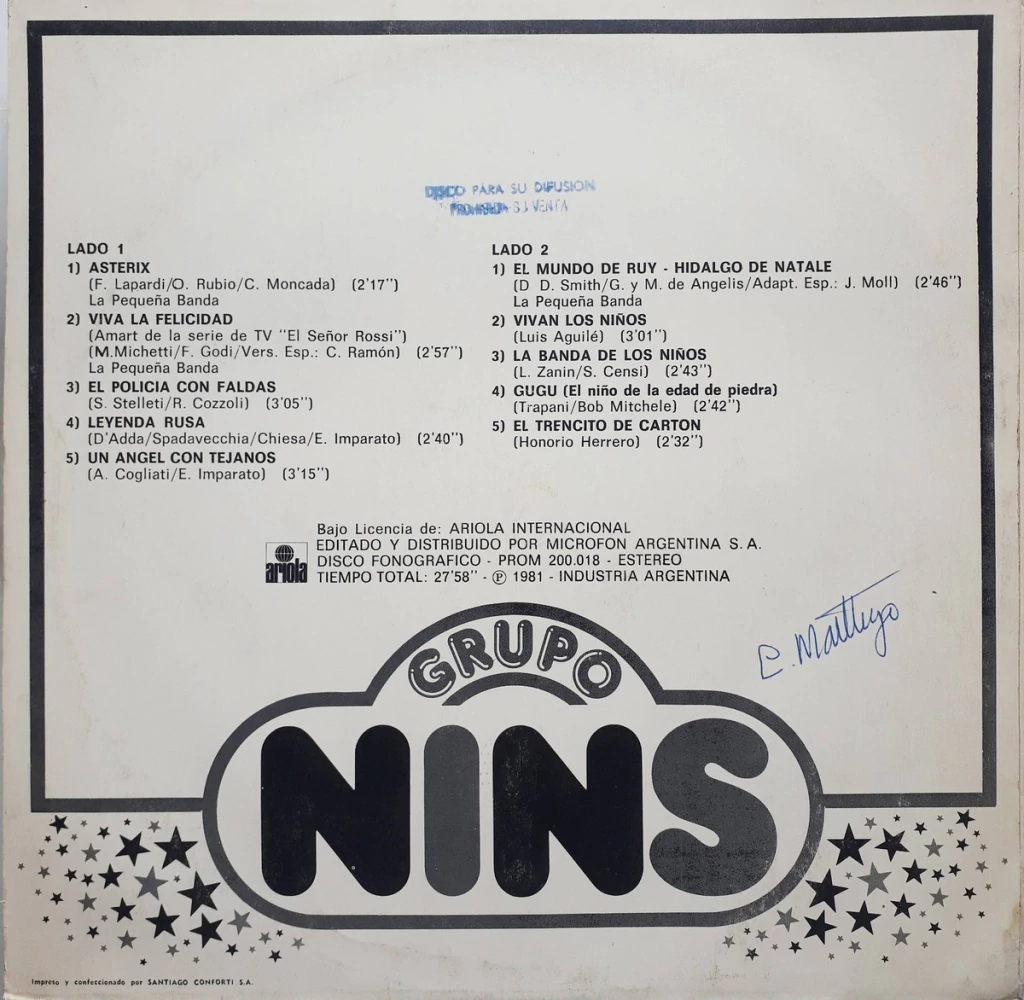 DISCO PARA SU DIFUSION
PROHIBIDA SU VENTA
LADO 1
1) ASTERIX
(F. Lapardi/O. Rubio/C. Moncada) (2'17")
La Pequeña Banda
2) VIVA LA FELICIDAD
(Amart de la serie de TV "El Señor Rossi")
(M.Michetti/F. Godi/Vers. Esp.: C. Ramón) (2'57")
La Pequeña Banda
3) EL POLICIA CON FALDAS
(S. Stelleti/R. Cozzoli) (3'05")
4) LEYENDA RUSA
(D'Adda/Spadavecchia/Chiesa/E. Imparato) (2'40")
5) UN ANGEL CON TEJANOS
(A. Cogliati/E. Imparato) (3'15")
LADO 2
1) EL MUNDO DE RUY - HIDALGO DE NATALE
(D D. Smith/G. y M. de Angelis/Adapt. Esp.: J. Moll) (2'46")
La Pequeña Banda
2) VIVAN LOS NIÑOS
(Luis Aguilé) (3'01")
3) LA BANDA DE LOS NIÑOS
(L. Zanin/S. Censi) (2'43")
4) GUGU (El niño de la edad de piedra)
(Trapani/Bob Mitchele) (2'42")
5) EL TRENCITO DE CARTON
(Honorio Herrero) (2'32")
ariola
Bajo Licencia de: ARIOLA INTERNACIONAL
EDITADO Y DISTRIBUIDO POR MICROFON ARGENTINA S. A.
DISCO FONOGRAFICO - PROM 200.018 - ESTEREO
TIEMPO TOTAL: 27'58" - Ⓟ 1981 - INDUSTRIA ARGENTINA
GRUPO
NINS
Impreso y confeccionado por SANTIAGO CONFORTI S.A.